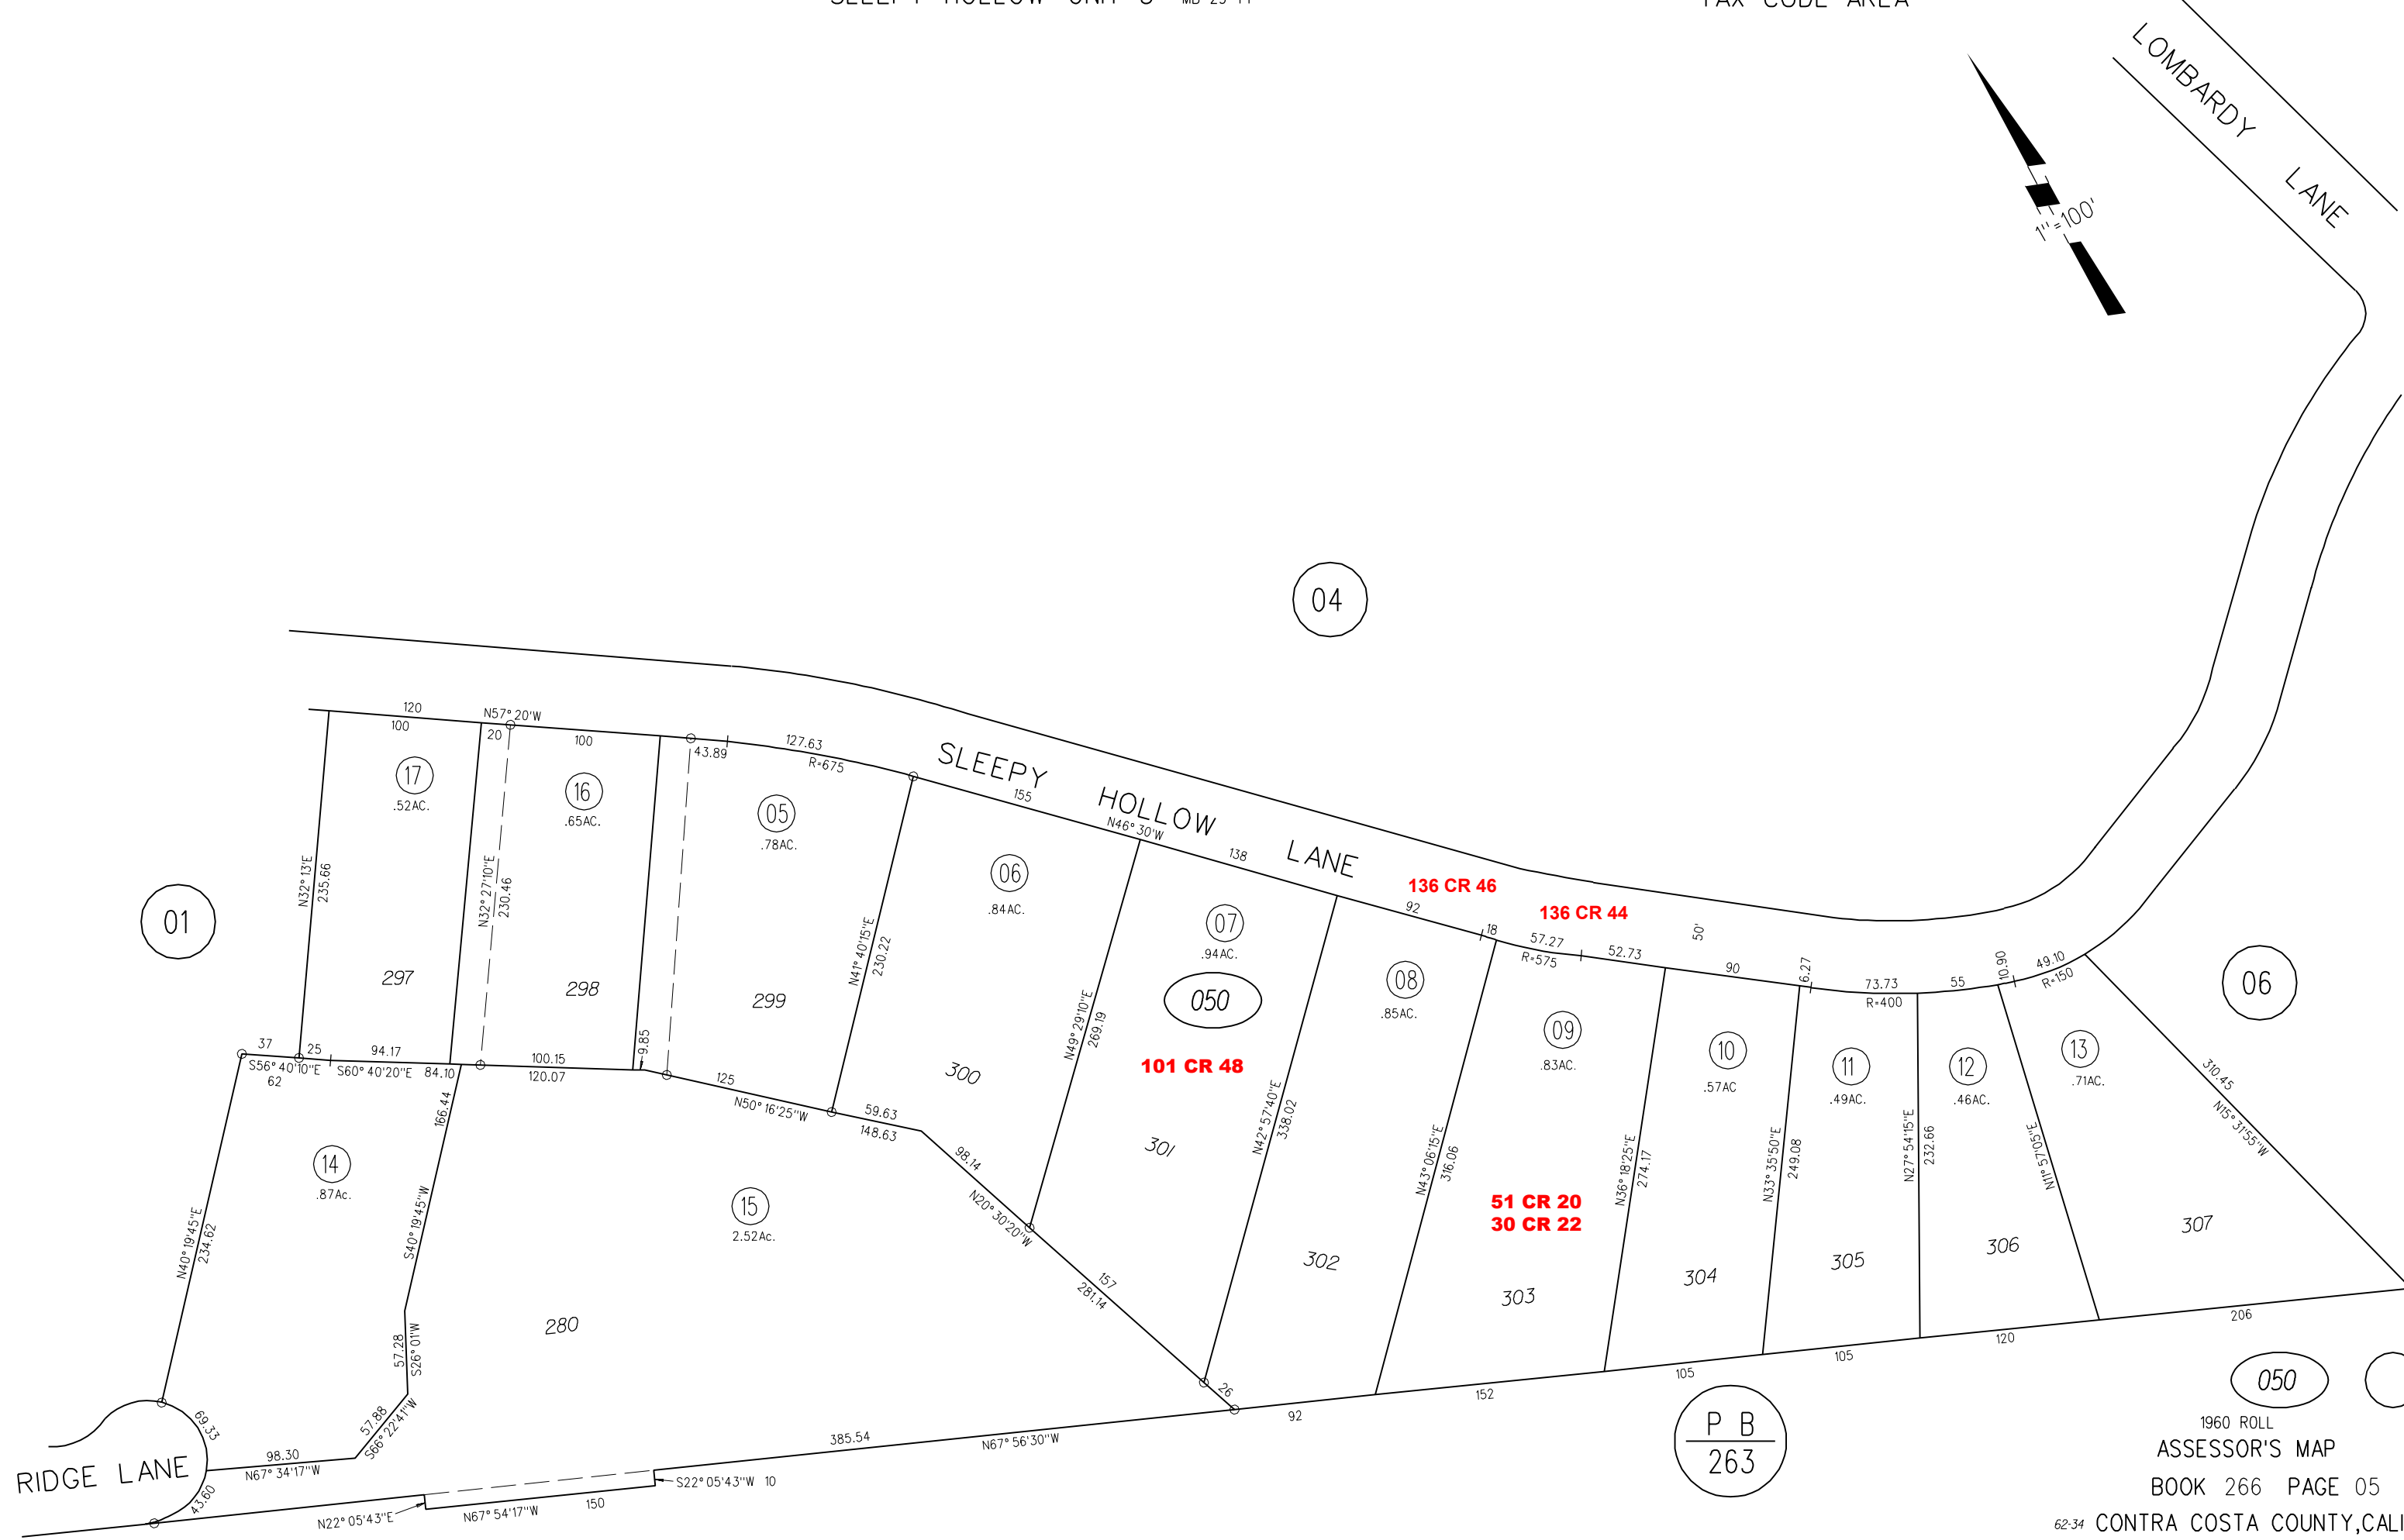 LOMBARDY LANE
1"=100'
04
01
06
SLEEPY HOLLOW LANE
120
100
N57°20'W
20
100
43.89
127.63
R=675
155
N46°30'W
138
92
136 CR 46
136 CR 44
18
57.27
R=575
52.73
50'
90
6.27
73.73
R=400
55
10.90
49.10
R=150
17
.52AC.
16
.65AC.
05
.78AC.
06
.84AC.
07
.94AC.
050
101 CR 48
08
.85AC.
09
.83AC.
51 CR 20
30 CR 22
10
.57AC
11
.49AC.
12
.46AC.
13
.71AC.
N32°13'E
235.66
N32°27'10"E
230.46
N41°40'15"E
230.22
N49°29'10"E
269.19
N42°57'40"E
338.02
N43°06'15"E
316.06
N36°18'25"E
274.17
N33°35'50"E
249.08
N27°54'15"E
232.66
N11°57'05"E
310.45
N15°31'55"W
297
298
299
300
301
302
303
304
305
306
307
37
25
94.17
S56°40'10"E
62
S60°40'20"E
84.10
100.15
120.07
9.85
125
N50°16'25"W
59.63
148.63
98.14
N20°30'20"W
157
281.14
26
166.44
S40°19'45"W
14
.87Ac.
15
2.52Ac.
280
N40°19'45"E
234.62
57.28
S26°01'W
57.88
S66°22'41"W
69.33
98.30
N67°34'17"W
43.60
RIDGE LANE
N22°05'43"E
N67°54'17"W
150
S22°05'43"W 10
385.54
N67°56'30"W
92
152
105
105
120
206
P B
263
050
1960 ROLL
ASSESSOR'S MAP
BOOK 266 PAGE 05
62-34 CONTRA COSTA COUNTY,